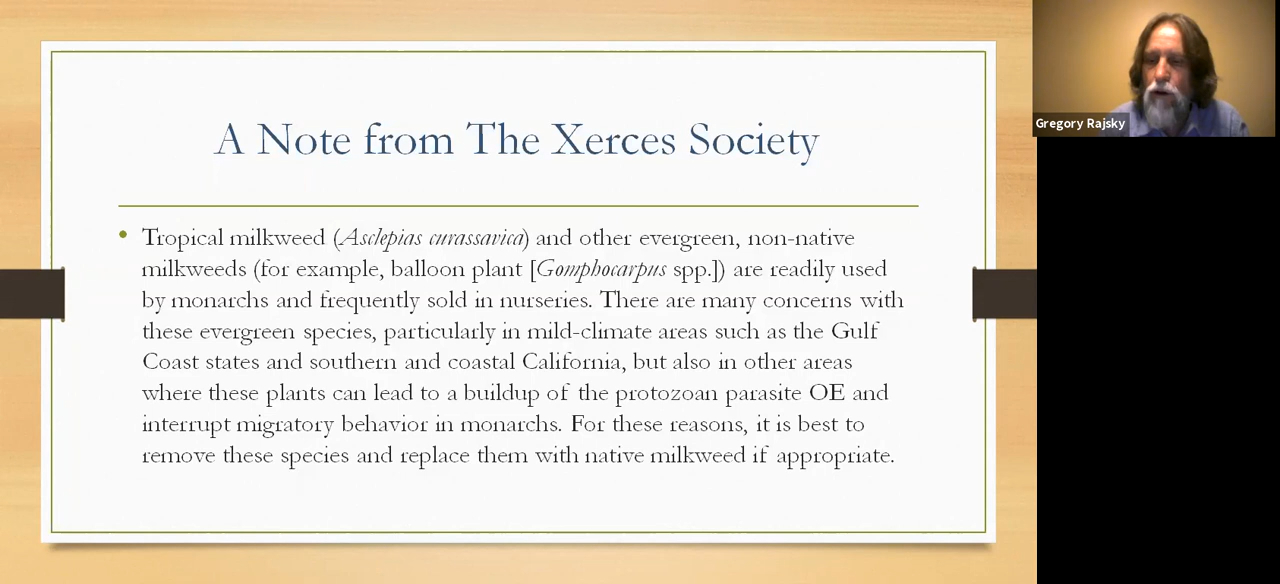 A Note from The Xerces Society
• Tropical milkweed (Asclepias curassavica) and other evergreen, non-native
milkweeds (for example, balloon plant [Gomphocarpus spp.]) are readily used
by monarchs and frequently sold in nurseries. There are many concerns with
these evergreen species, particularly in mild-climate areas such as the Gulf
Coast states and southern and coastal California, but also in other areas
where these plants can lead to a buildup of the protozoan parasite OE and
interrupt migratory behavior in monarchs. For these reasons, it is best to
remove these species and replace them with native milkweed if appropriate.
Gregory Rajsky